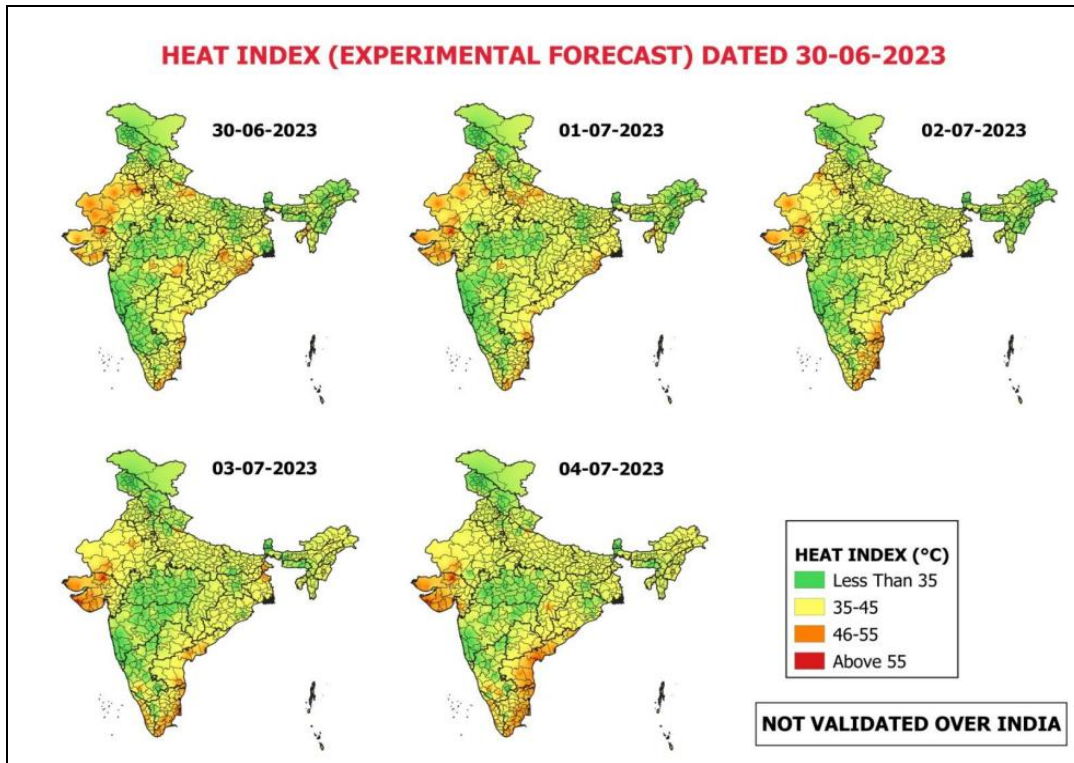 HEAT INDEX (EXPERIMENTAL FORECAST) DATED 30-06-2023
30-06-2023
01-07-2023
02-07-2023
03-07-2023
04-07-2023
HEAT INDEX (°C)
Less Than 35
35-45
46-55
Above 55
NOT VALIDATED OVER INDIA